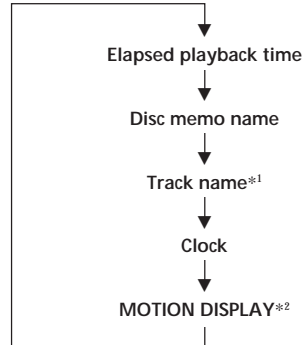 Elapsed playback time
Disc memo name
Track name*1
Clock
MOTION DISPLAY*2